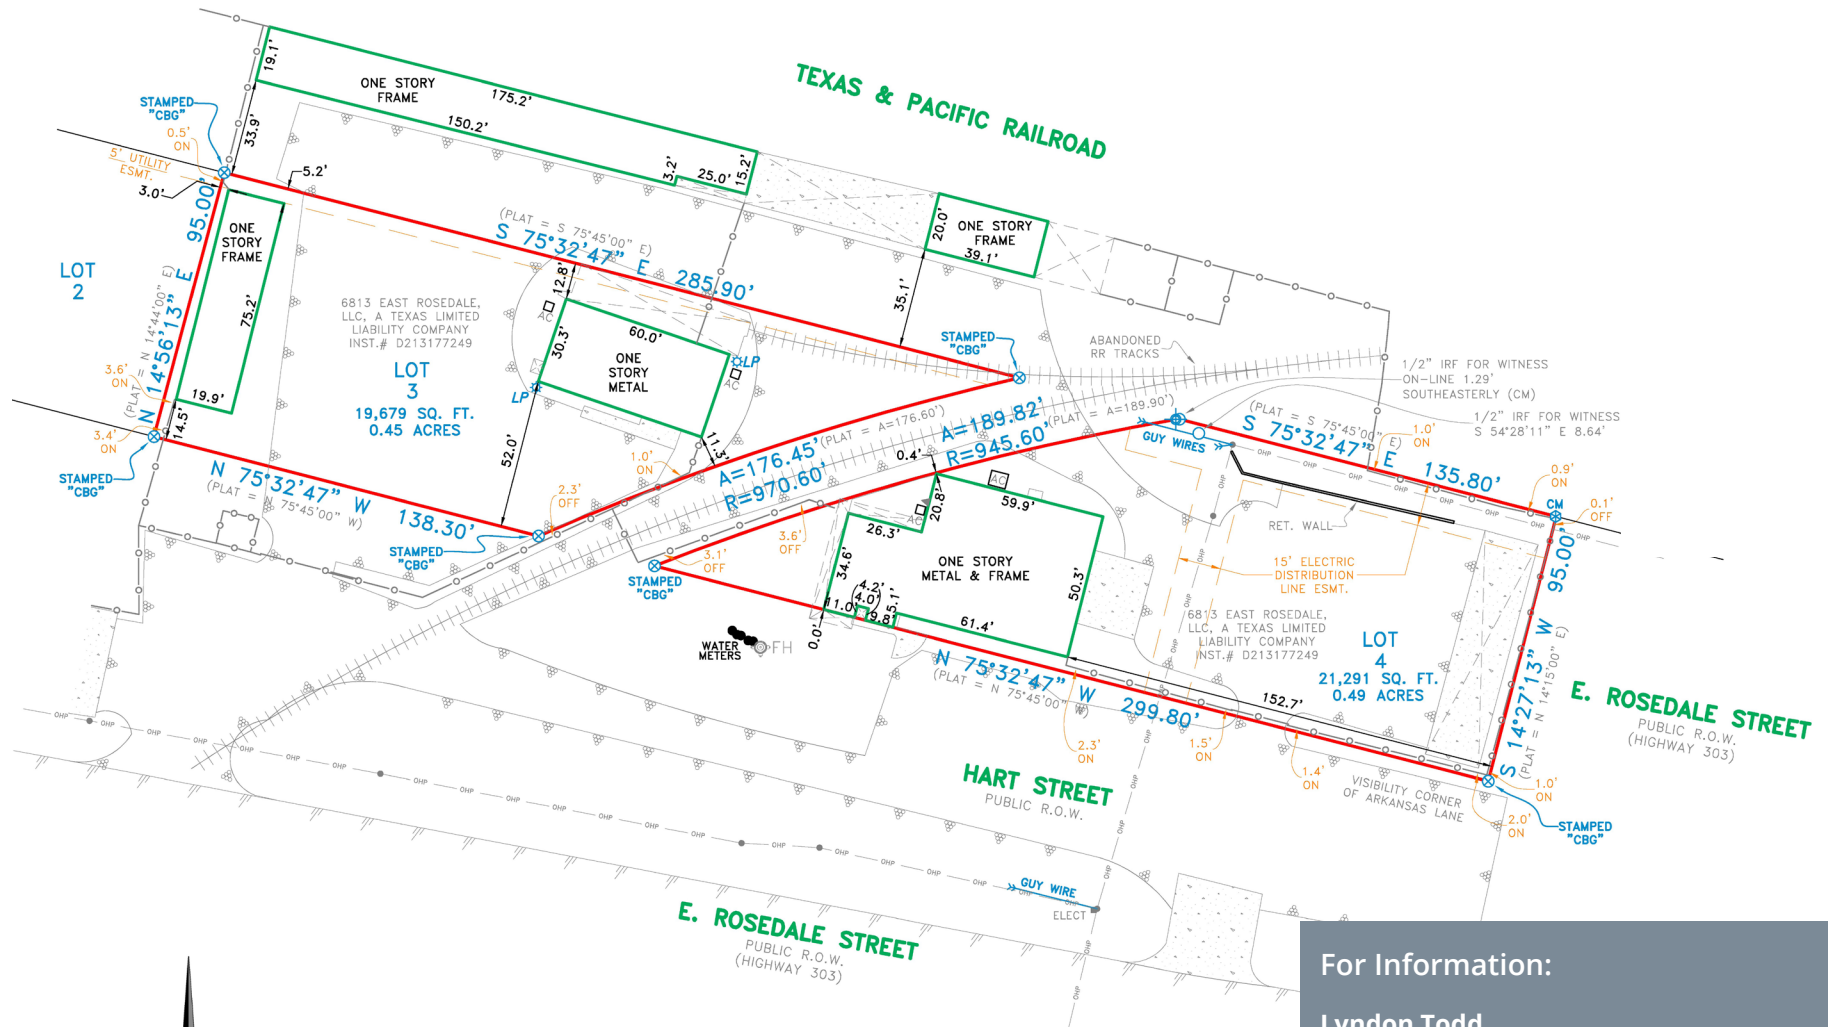 TEXAS & PACIFIC RAILROAD
19.1'
ONE STORY
FRAME
175.2'
150.2'
33.9'
3.2'
25.0'
15.2'
STAMPED
"CBG"
0.5'
ON
5' UTILITY
ESMT.
3.0'
5.2'
95.00'
N 14°56'13" E
(PLAT = N 14°44'00" E)
LOT
2
ONE
STORY
FRAME
75.2'
19.9'
14.5'
3.6'
ON
3.4'
ON
STAMPED
"CBG"
(PLAT = S 75°45'00" E)
S 75°32'47" E 285.90'
6813 EAST ROSEDALE,
LLC, A TEXAS LIMITED
LIABILITY COMPANY
INST.# D213177249
LOT
3
19,679 SQ. FT.
0.45 ACRES
12.8'
AC
30.3'
60.0'
ONE
STORY
METAL
LP
AC
LP
52.0'
11.3'
1.0'
ON
N 75°32'47" W 138.30'
(PLAT = N 75°45'00" W)
STAMPED
"CBG"
2.3'
OFF
20.0'
ONE STORY
FRAME
39.1'
35.1'
STAMPED
"CBG"
ABANDONED
RR TRACKS
A=176.45'
(PLAT = A=176.60')
R=970.60'
A=189.82'
(PLAT = A=189.90')
R=945.60'
1/2" IRF FOR WITNESS
ON-LINE 1.29'
SOUTHEASTERLY (CM)
1/2" IRF FOR WITNESS
S 54°28'11" E 8.64'
GUY WIRES
(PLAT = S 75°45'00" E)
S 75°32'47" E 135.80'
1.0'
ON
0.9'
ON
CM
0.1'
OFF
OHP
RET. WALL
15' ELECTRIC
DISTRIBUTION
LINE ESMT.
0.4'
AC
59.9'
20.8'
AC
26.3'
34.6'
ONE STORY
METAL & FRAME
50.3'
3.6'
OFF
3.1'
OFF
STAMPED
"CBG"
4.2'
4.0'
11.0'
9.8'
5.1'
61.4'
0.0'
WATER
METERS
FH
6813 EAST ROSEDALE,
LLC, A TEXAS LIMITED
LIABILITY COMPANY
INST.# D213177249
LOT
4
21,291 SQ. FT.
0.49 ACRES
95.00'
S 14°27'13" W
(PLAT = N 14°15'00" E)
E. ROSEDALE STREET
PUBLIC R.O.W.
(HIGHWAY 303)
N 75°32'47" W 299.80'
(PLAT = N 75°45'00" W)
152.7'
2.3'
ON
1.5'
ON
1.4'
ON
VISIBILITY CORNER
OF ARKANSAS LANE
1.0'
ON
2.0'
ON
STAMPED
"CBG"
HART STREET
PUBLIC R.O.W.
OHP
GUY WIRE
ELECT
E. ROSEDALE STREET
PUBLIC R.O.W.
(HIGHWAY 303)
For Information:
Lyndon Todd